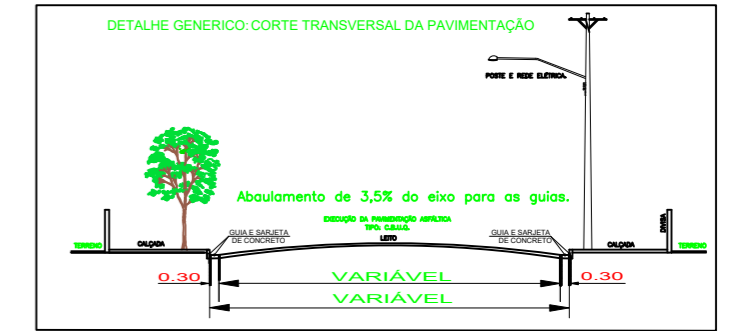 DETALHE GENERICO: CORTE TRANSVERSAL DA PAVIMENTAÇÃO
POSTE E REDE ELÉTRICA.
Abaulamento de 3,5% do eixo para as guias.
EXECUÇÃO DA PAVIMENTAÇÃO ASFÁLTICA
TIPO: C.B.U.Q.
GUIA E SARJETA
DE CONCRETO
LEITO
GUIA E SARJETA
DE CONCRETO
DIVISA
TERRENO
CALÇADA
CALÇADA
TERRENO
0.30
VARIÁVEL
0.30
VARIÁVEL